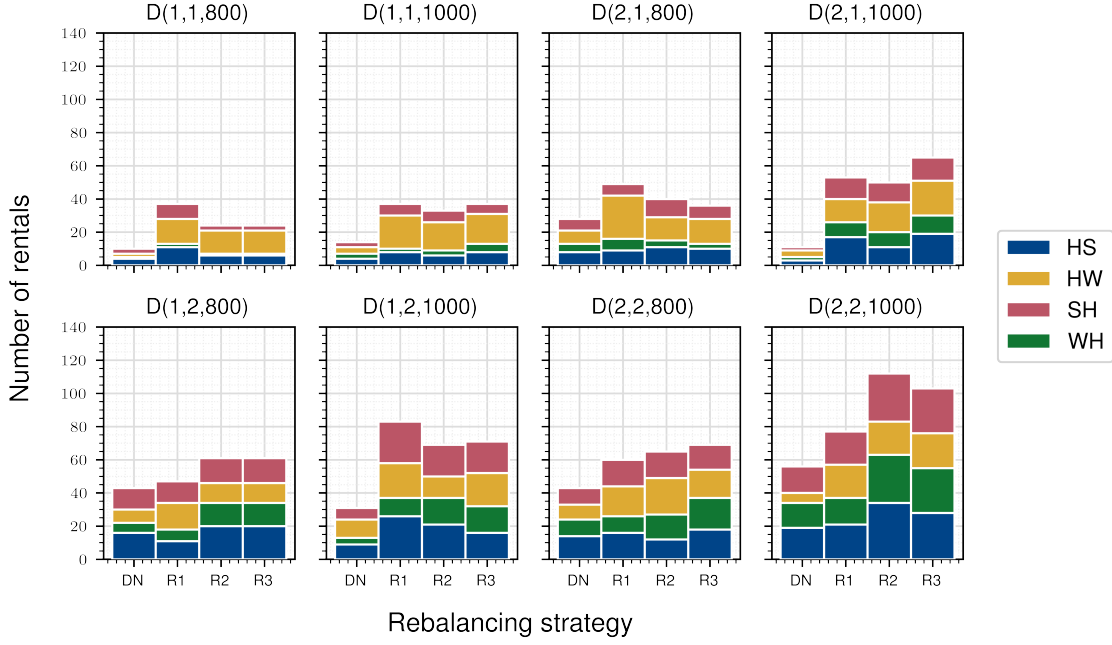 D(1,1,800) D(1,1,1000) D(2,1,800) D(2,1,1000)
140
120
100
80
60
40
20
0
Number of rentals
HS
HW
SH
WH
D(1,2,800) D(1,2,1000) D(2,2,800) D(2,2,1000)
140
120
100
80
60
40
20
0
DN R1 R2 R3 DN R1 R2 R3 DN R1 R2 R3 DN R1 R2 R3
Rebalancing strategy